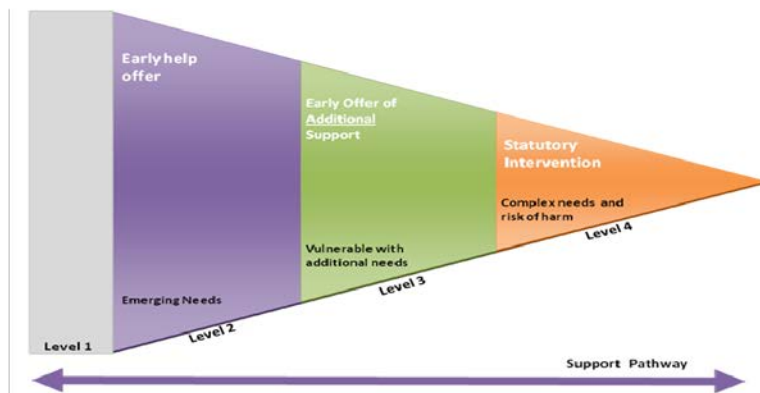 Early help
offer
Early Offer of
Additional
Support
Statutory
Intervention
Complex needs and
risk of harm
Vulnerable with
additional needs
Emerging Needs
Level 1
Level 2
Level 3
Level 4
Support Pathway